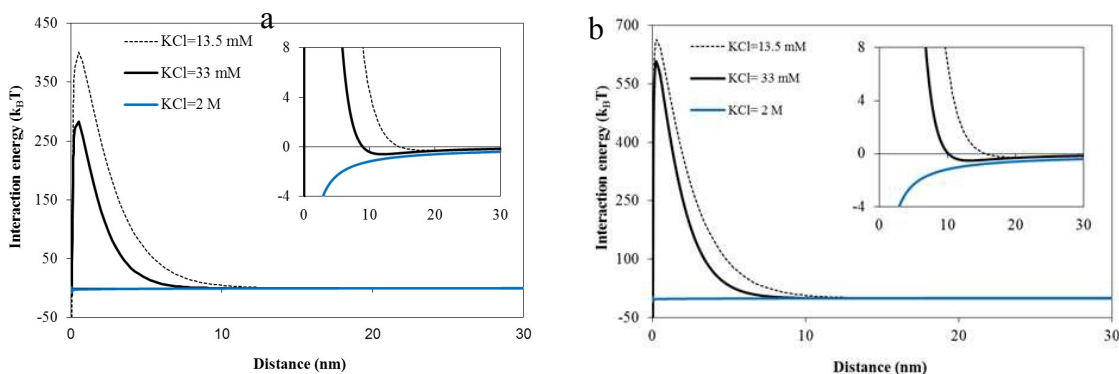 a
Interaction energy (kBT)
450
350
250
150
50
-50
KCl=13.5 mM
KCl=33 mM
KCl=2 M
8
4
0
-4
0 10 20 30
0 10 20 30
Distance (nm)
b
Interaction energy (kBT)
700
550
400
250
100
-50
KCl=13.5 mM
KCl= 33 mM
KCl= 2 M
8
4
0
-4
0 10 20 30
0 10 20 30
Distance (nm)